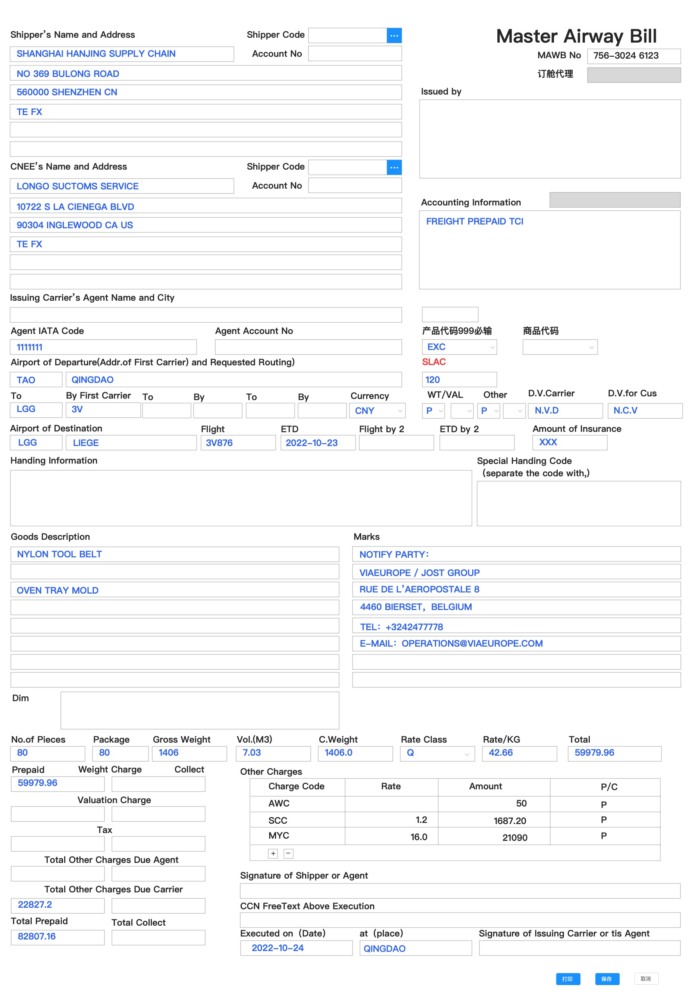 Master Airway Bill
Shipper's Name and Address Shipper Code ...
SHANGHAI HANJING SUPPLY CHAIN Account No
MAWB No 756-3024 6123
NO 369 BULONG ROAD
订舱代理
560000 SHENZHEN CN
Issued by
TE FX
CNEE's Name and Address Shipper Code ...
LONGO SUCTOMS SERVICE Account No
10722 S LA CIENEGA BLVD
Accounting Information
90304 INGLEWOOD CA US
FREIGHT PREPAID TCI
TE FX
Issuing Carrier's Agent Name and City
Agent IATA Code Agent Account No 产品代码999必输 商品代码
1111111 EXC
Airport of Departure(Addr.of First Carrier) and Requested Routing) SLAC
TAO QINGDAO 120
To By First Carrier To By To By Currency WT/VAL Other D.V.Carrier D.V.for Cus
LGG 3V CNY P P N.V.D N.C.V
Airport of Destination Flight ETD Flight by 2 ETD by 2 Amount of Insurance
LGG LIEGE 3V876 2022-10-23 XXX
Handing Information Special Handing Code
（separate the code with,)
Goods Description Marks
NYLON TOOL BELT NOTIFY PARTY：
VIAEUROPE / JOST GROUP
OVEN TRAY MOLD RUE DE L'AEROPOSTALE 8
4460 BIERSET，BELGIUM
TEL：+3242477778
E-MAIL：OPERATIONS@VIAEUROPE.COM
Dim
No.of Pieces Package Gross Weight Vol.(M3) C.Weight Rate Class Rate/KG Total
80 80 1406 7.03 1406.0 Q 42.66 59979.96
Prepaid Weight Charge Collect Other Charges
59979.96 Charge Code Rate Amount P/C
Valuation Charge AWC 50 P
SCC 1.2 1687.20 P
Tax MYC 16.0 21090 P
+ −
Total Other Charges Due Agent
Signature of Shipper or Agent
Total Other Charges Due Carrier
22827.2 CCN FreeText Above Execution
Total Prepaid Total Collect
82807.16 Executed on（Date） at（place） Signature of Issuing Carrier or tis Agent
2022-10-24 QINGDAO
打印 保存 取消